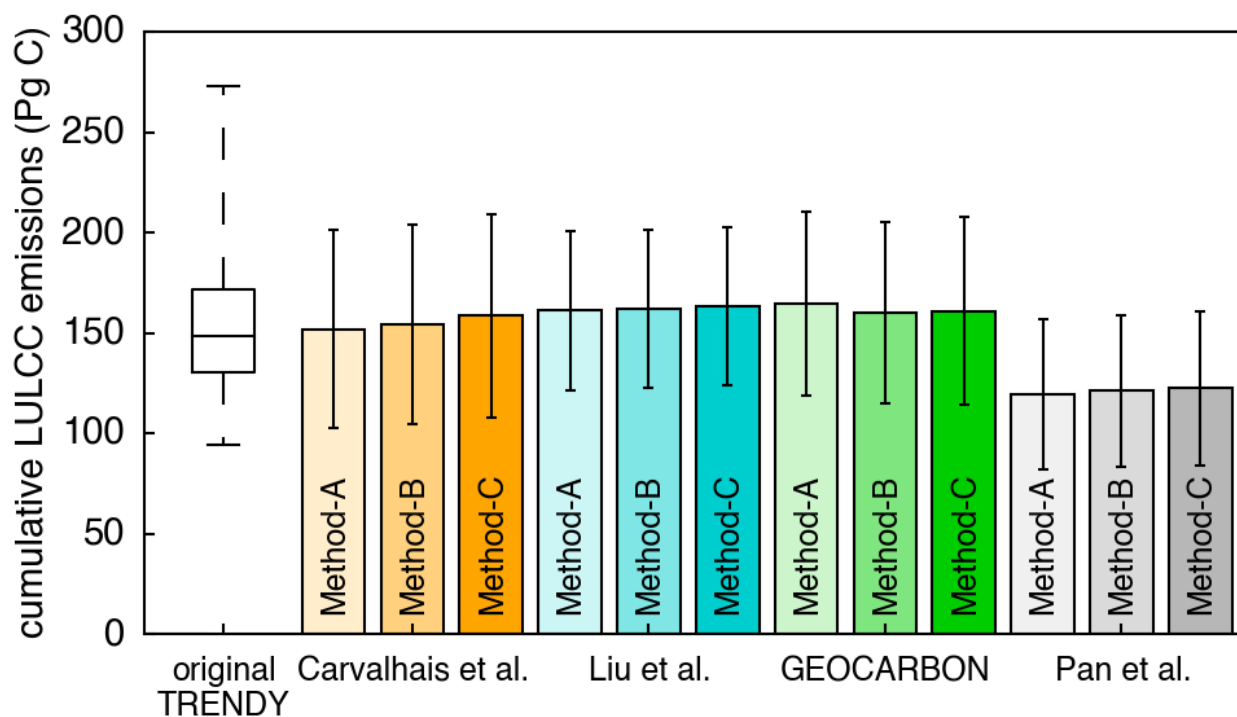 cumulative LULCC emissions (Pg C)
300
250
200
150
100
50
0
Method-A
Method-B
Method-C
Method-A
Method-B
Method-C
Method-A
Method-B
Method-C
Method-A
Method-B
Method-C
original
TRENDY
Carvalhais et al.
Liu et al.
GEOCARBON
Pan et al.